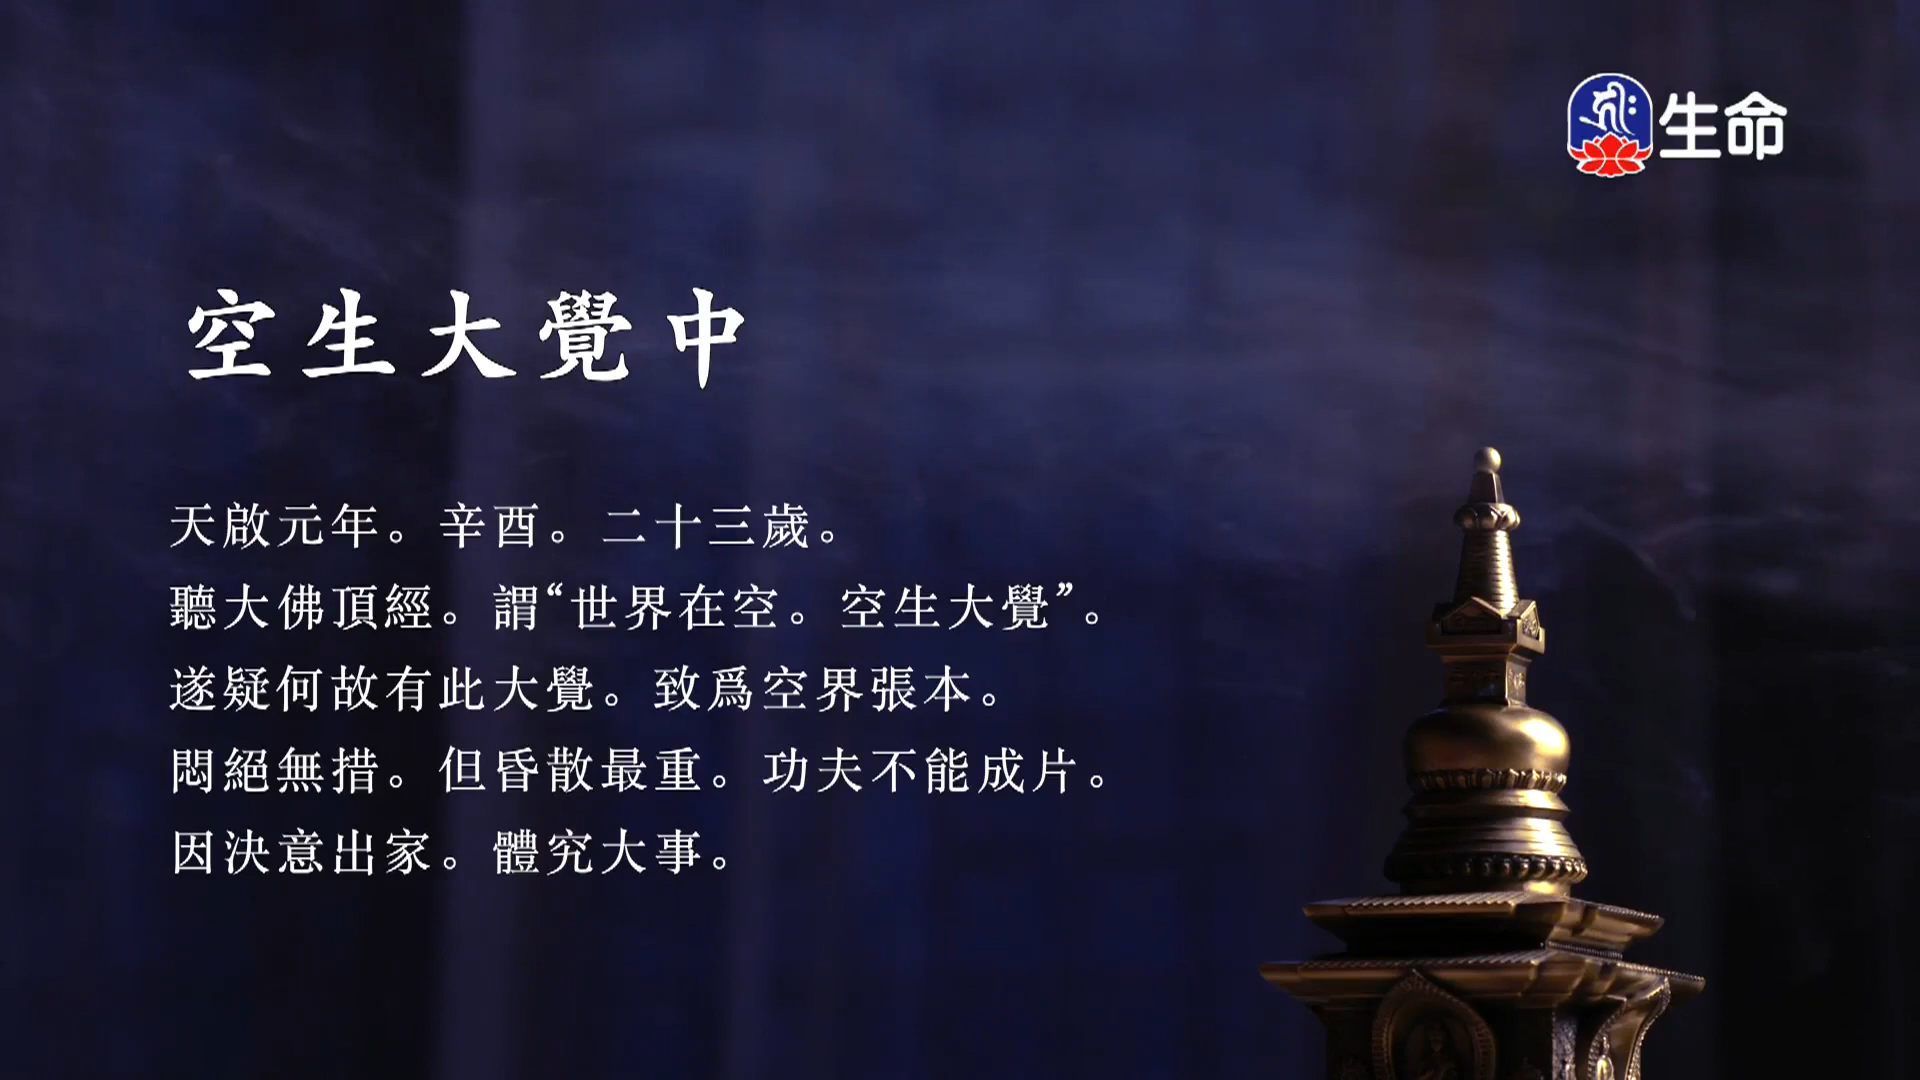 生命
空生大覺中
天啟元年。辛酉。二十三歲。
聽大佛頂經。謂“世界在空。空生大覺”。
遂疑何故有此大覺。致爲空界張本。
悶絕無措。但昏散最重。功夫不能成片。
因決意出家。體究大事。